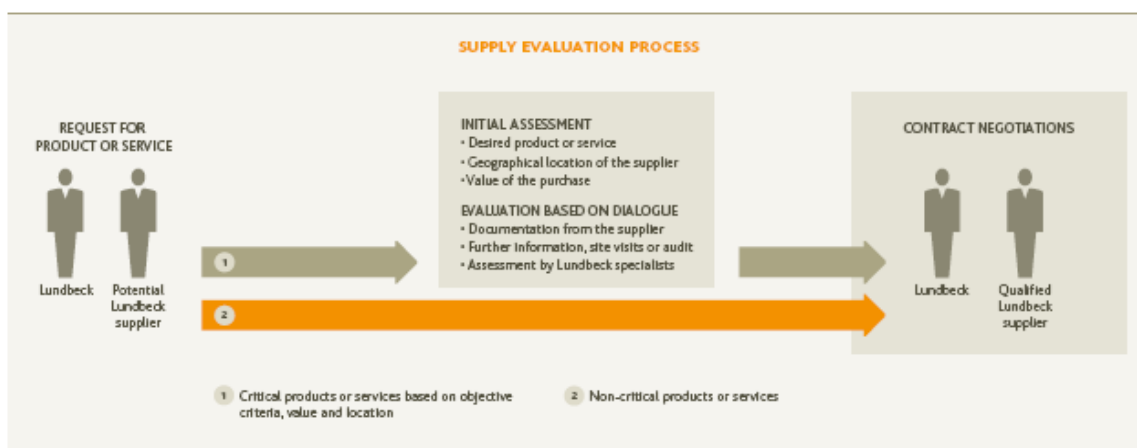 SUPPLY EVALUATION PROCESS
REQUEST FOR
PRODUCT OR SERVICE
Lundbeck
Potential
Lundbeck
supplier
1
2
INITIAL ASSESSMENT
• Desired product or service
• Geographical location of the supplier
• Value of the purchase
EVALUATION BASED ON DIALOGUE
• Documentation from the supplier
• Further information, site visits or audit
• Assessment by Lundbeck specialists
CONTRACT NEGOTIATIONS
Lundbeck
Qualified
Lundbeck
supplier
1 Critical products or services based on objective
criteria, value and location
2 Non-critical products or services